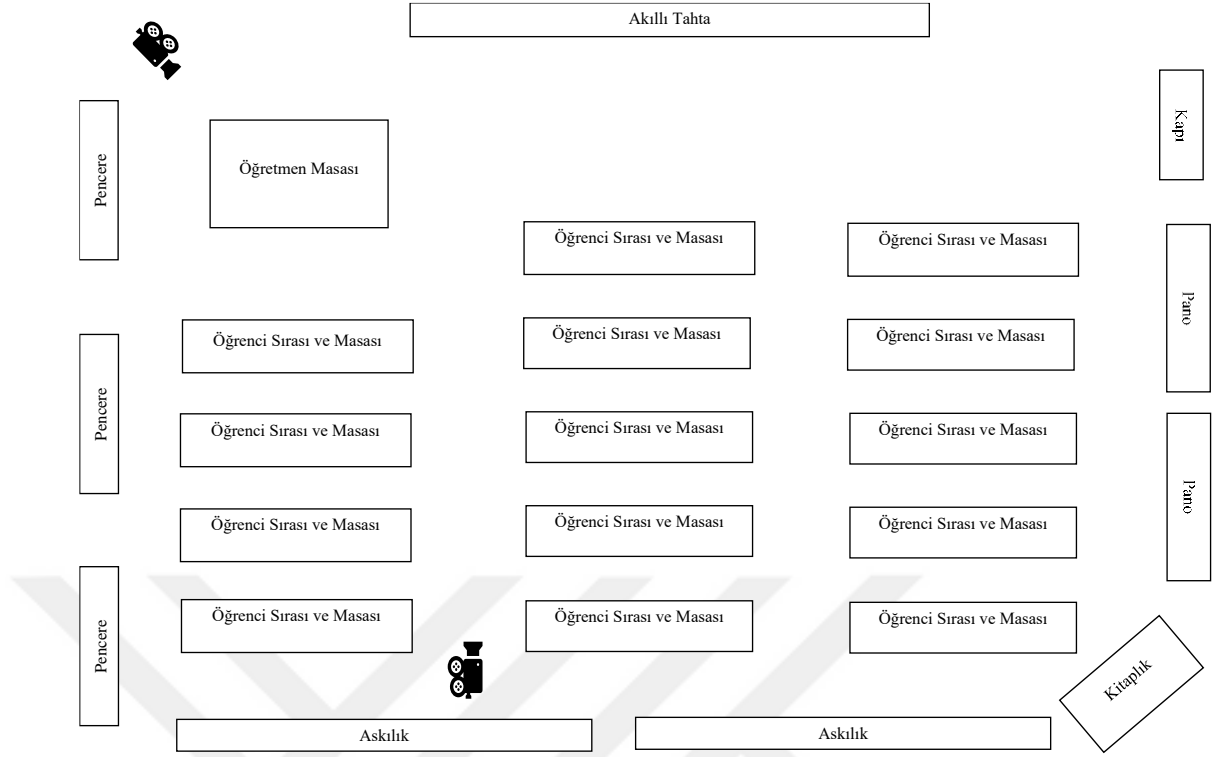 Akıllı Tahta
Kapı
Pencere
Öğretmen Masası
Öğrenci Sırası ve Masası
Öğrenci Sırası ve Masası
Pano
Pencere
Öğrenci Sırası ve Masası
Öğrenci Sırası ve Masası
Öğrenci Sırası ve Masası
Öğrenci Sırası ve Masası
Öğrenci Sırası ve Masası
Öğrenci Sırası ve Masası
Pano
Öğrenci Sırası ve Masası
Öğrenci Sırası ve Masası
Öğrenci Sırası ve Masası
Pencere
Öğrenci Sırası ve Masası
Öğrenci Sırası ve Masası
Öğrenci Sırası ve Masası
Kitaplık
Askılık
Askılık